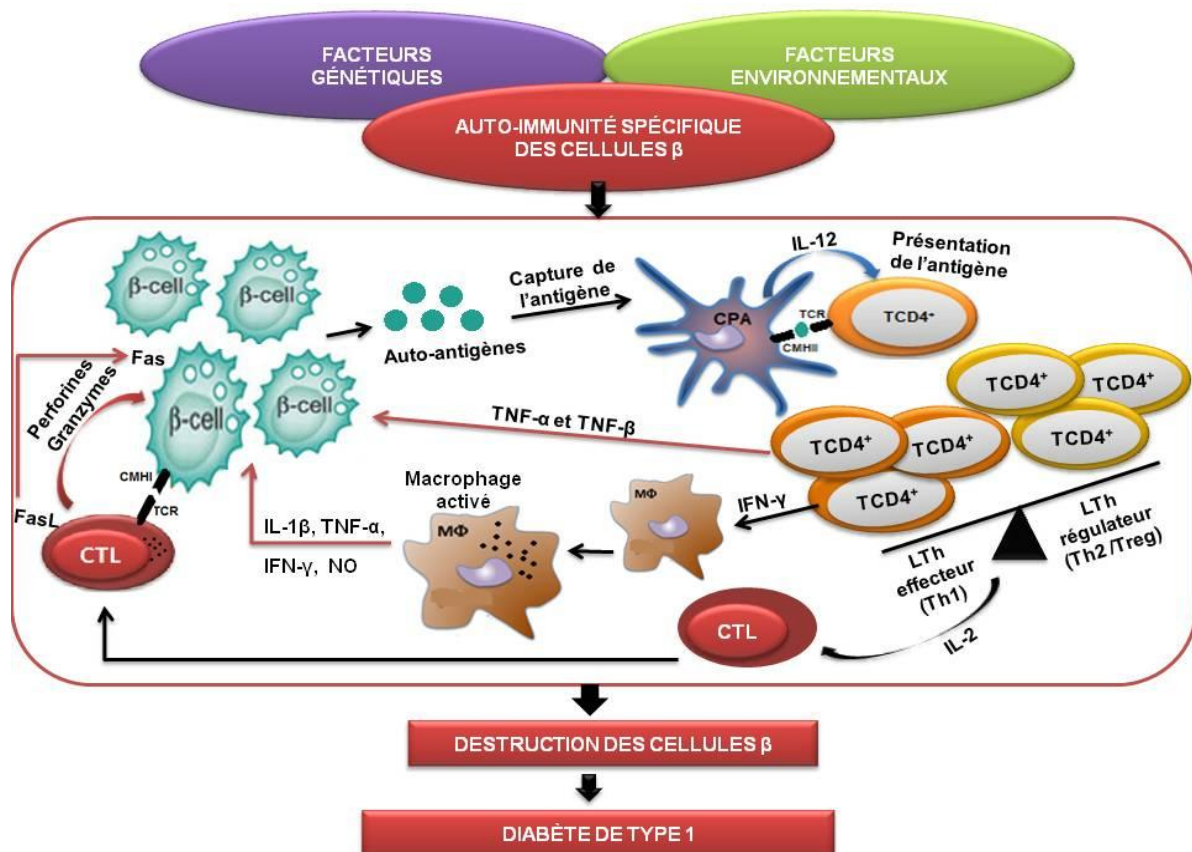 FACTEURS
GÉNÉTIQUES
FACTEURS
ENVIRONNEMENTAUX
AUTO-IMMUNITÉ SPÉCIFIQUE
DES CELLULES β
β-cell
β-cell
β-cell
β-cell
Fas
Perforines
Granzymes
CMHI
TCR
FasL
CTL
Auto-antigènes
Capture de
l'antigène
CPA
IL-12
TCR
CMHII
Présentation
de l'antigène
TCD4⁺
TCD4⁺
TCD4⁺
TCD4⁺
TCD4⁺
TCD4⁺
TCD4⁺
TNF-α et TNF-β
IFN-γ
MΦ
Macrophage
activé
MΦ
IL-1β, TNF-α,
IFN-γ, NO
LTh
effecteur
(Th1)
LTh
régulateur
(Th2 /Treg)
IL-2
CTL
DESTRUCTION DES CELLULES β
DIABÈTE DE TYPE 1